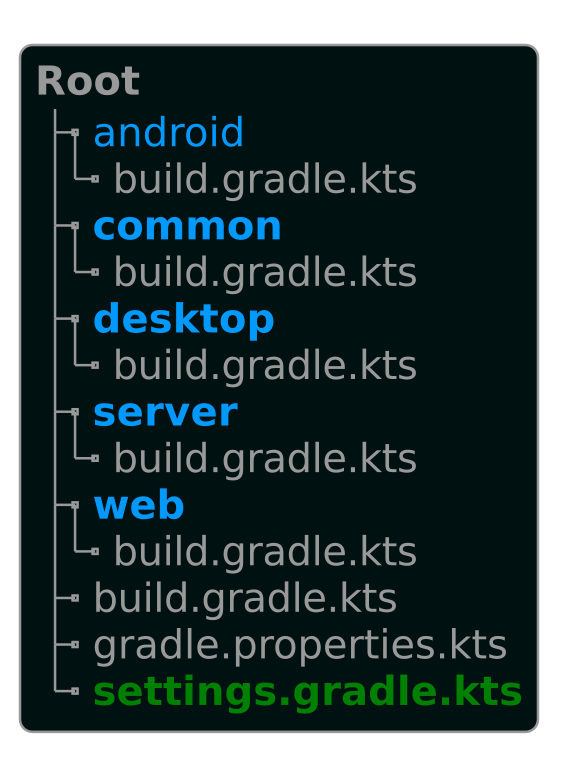 Root
android
build.gradle.kts
common
build.gradle.kts
desktop
build.gradle.kts
server
build.gradle.kts
web
build.gradle.kts
build.gradle.kts
gradle.properties.kts
settings.gradle.kts